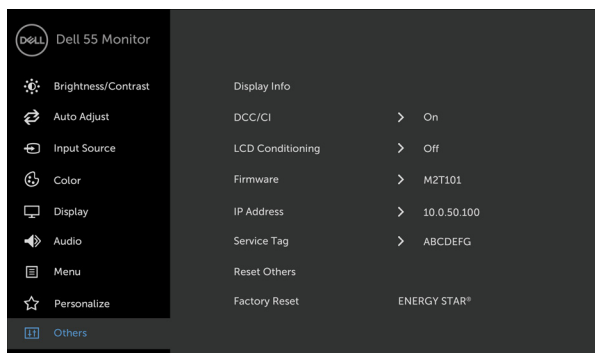 DELL Dell 55 Monitor
Brightness/Contrast
Auto Adjust
Input Source
Color
Display
Audio
Menu
Personalize
Others
Display Info
DCC/CI > On
LCD Conditioning > Off
Firmware > M2T101
IP Address > 10.0.50.100
Service Tag > ABCDEFG
Reset Others
Factory Reset ENERGY STAR®